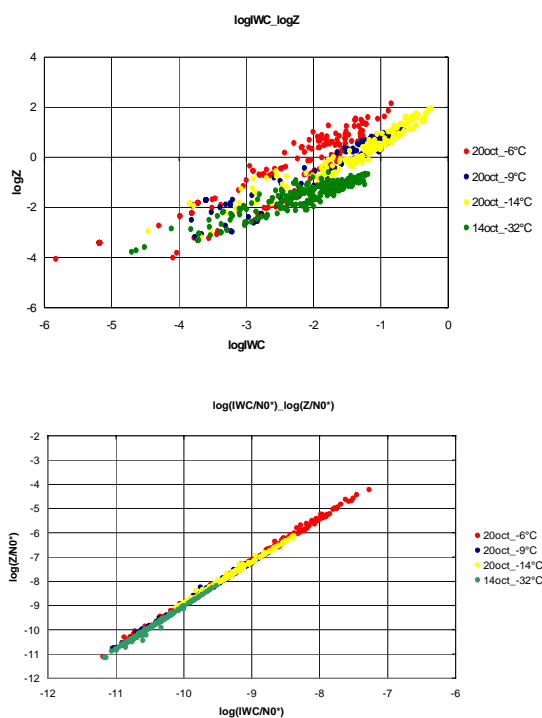 logIWC_logZ
4
2
0
-2
-4
-6
logZ
-6 -5 -4 -3 -2 -1 0
logIWC
20oct_-6°C
20oct_-9°C
20oct_-14°C
14oct_-32°C
log(IWC/N0*)_log(Z/N0*)
-2
-3
-4
-5
-6
-7
-8
-9
-10
-11
-12
log(Z/N0*)
-12 -11 -10 -9 -8 -7 -6
log(IWC/N0*)
20oct_-6°C
20oct_-9°C
20oct_-14°C
14oct_-32°C